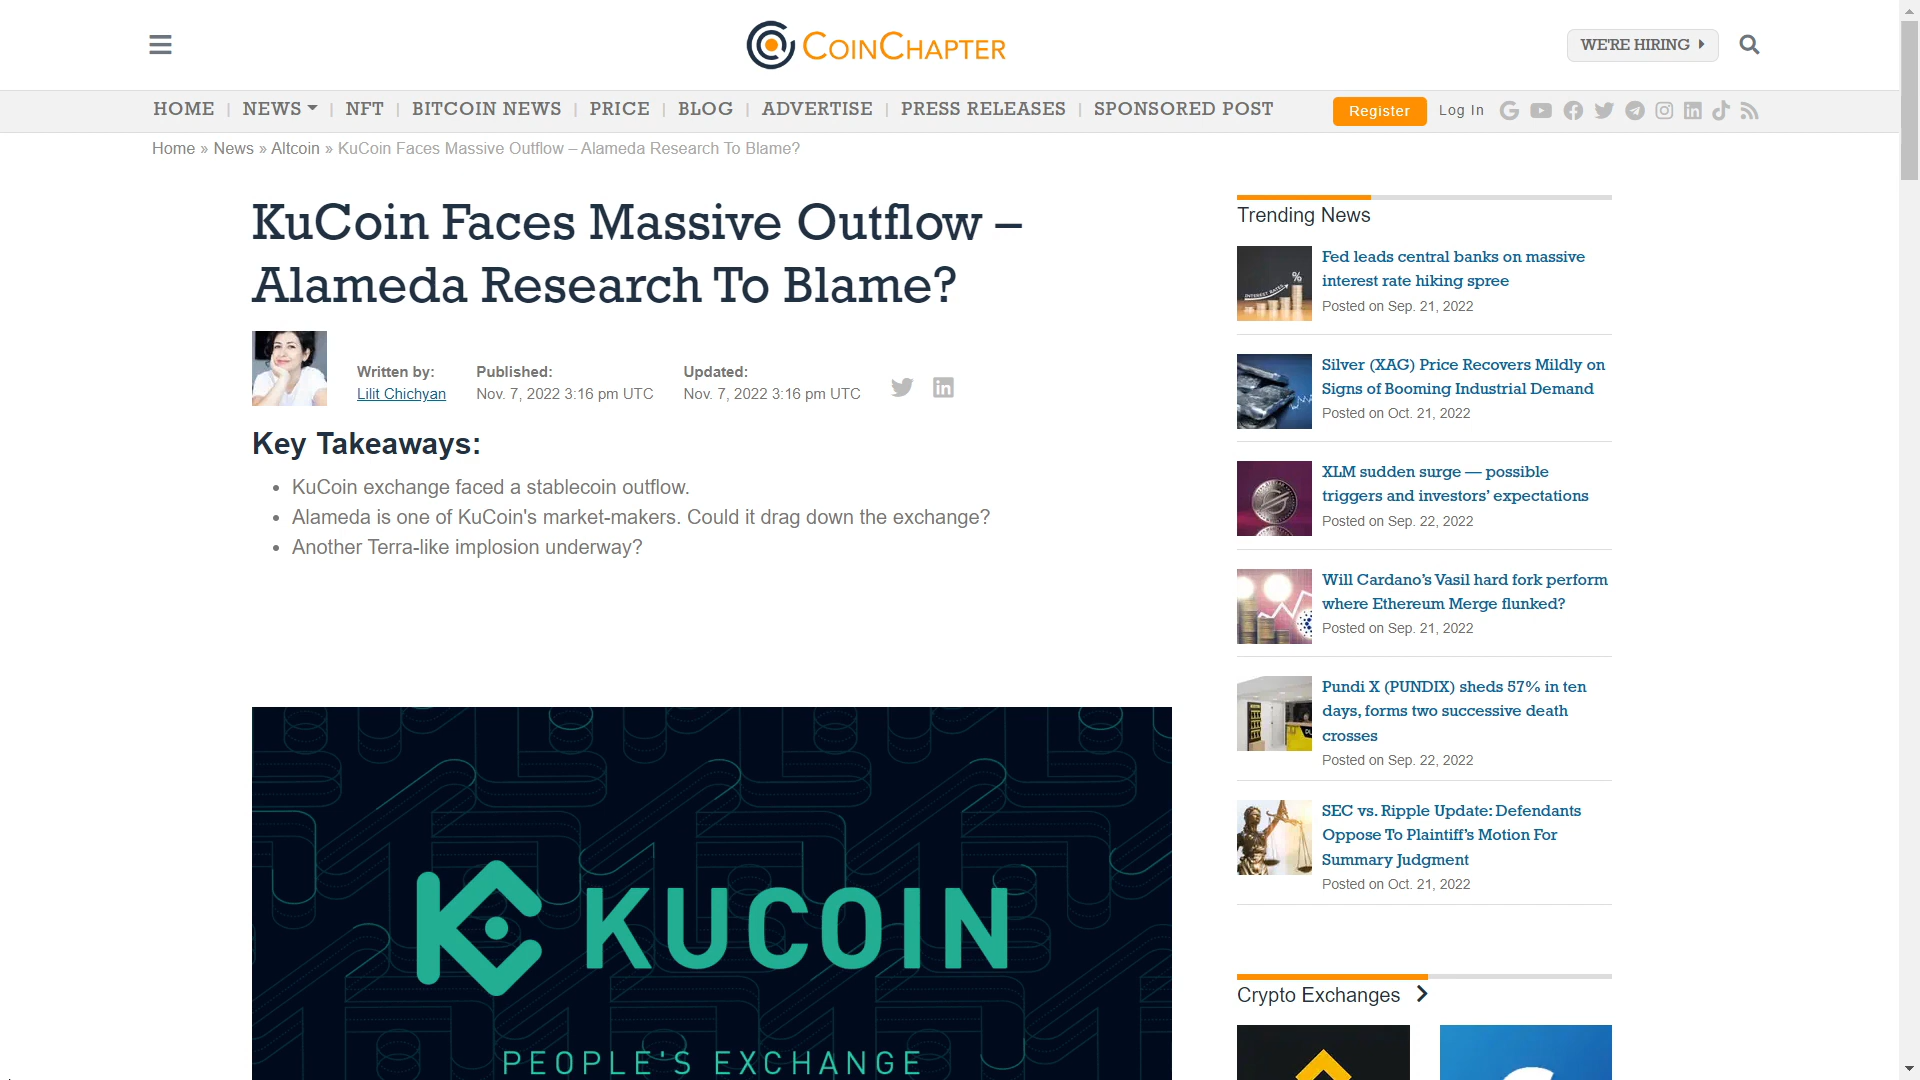 COINCHAPTER
WE'RE HIRING
HOME | NEWS | NFT | BITCOIN NEWS | PRICE | BLOG | ADVERTISE | PRESS RELEASES | SPONSORED POST
Register
Log In
Home » News » Altcoin » KuCoin Faces Massive Outflow – Alameda Research To Blame?
KuCoin Faces Massive Outflow –
Alameda Research To Blame?
Written by:
Lilit Chichyan
Published:
Nov. 7, 2022 3:16 pm UTC
Updated:
Nov. 7, 2022 3:16 pm UTC
Key Takeaways:
• KuCoin exchange faced a stablecoin outflow.
• Alameda is one of KuCoin's market-makers. Could it drag down the exchange?
• Another Terra-like implosion underway?
KUCOIN
PEOPLE'S EXCHANGE
Trending News
INTEREST RATES
%
Fed leads central banks on massive
interest rate hiking spree
Posted on Sep. 21, 2022
Silver (XAG) Price Recovers Mildly on
Signs of Booming Industrial Demand
Posted on Oct. 21, 2022
XLM sudden surge — possible
triggers and investors’ expectations
Posted on Sep. 22, 2022
Will Cardano’s Vasil hard fork perform
where Ethereum Merge flunked?
Posted on Sep. 21, 2022
Pundi X (PUNDIX) sheds 57% in ten
days, forms two successive death
crosses
Posted on Sep. 22, 2022
SEC vs. Ripple Update: Defendants
Oppose To Plaintiff’s Motion For
Summary Judgment
Posted on Oct. 21, 2022
Crypto Exchanges